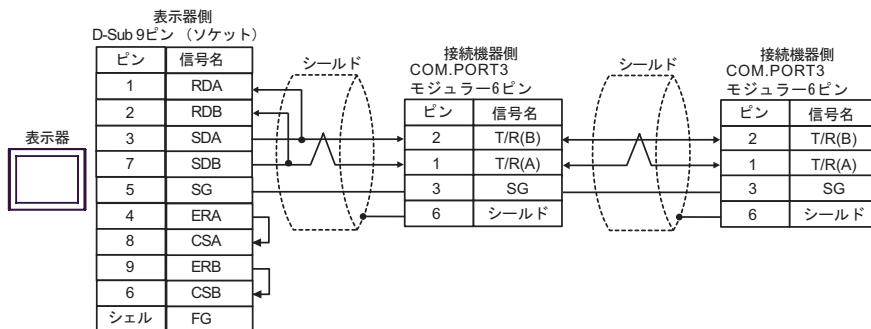 表示器側
D-Sub 9ピン （ソケット）
ピン 信号名
1 RDA
2 RDB
3 SDA
7 SDB
5 SG
4 ERA
8 CSA
9 ERB
6 CSB
シェル FG
表示器
シールド
接続機器側
COM.PORT3
モジュラー6ピン
ピン 信号名
2 T/R(B)
1 T/R(A)
3 SG
6 シールド
シールド
接続機器側
COM.PORT3
モジュラー6ピン
ピン 信号名
2 T/R(B)
1 T/R(A)
3 SG
6 シールド